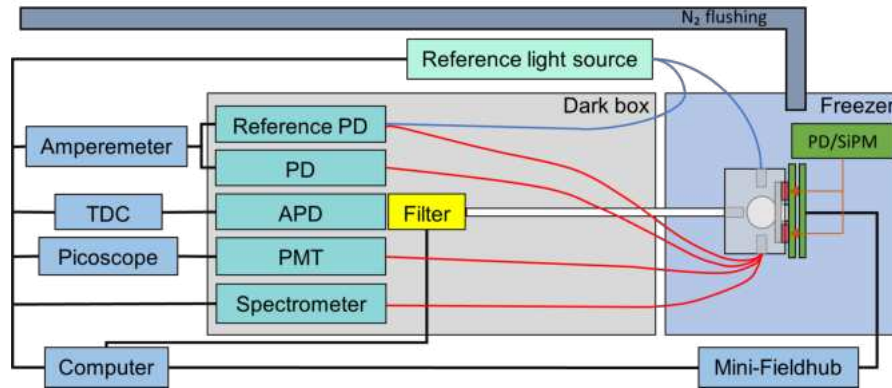 N₂ flushing
Reference light source
Dark box
Freezer
Reference PD
Amperemeter
PD/SiPM
PD
TDC
APD
Filter
Picoscope
PMT
Spectrometer
Computer
Mini-Fieldhub